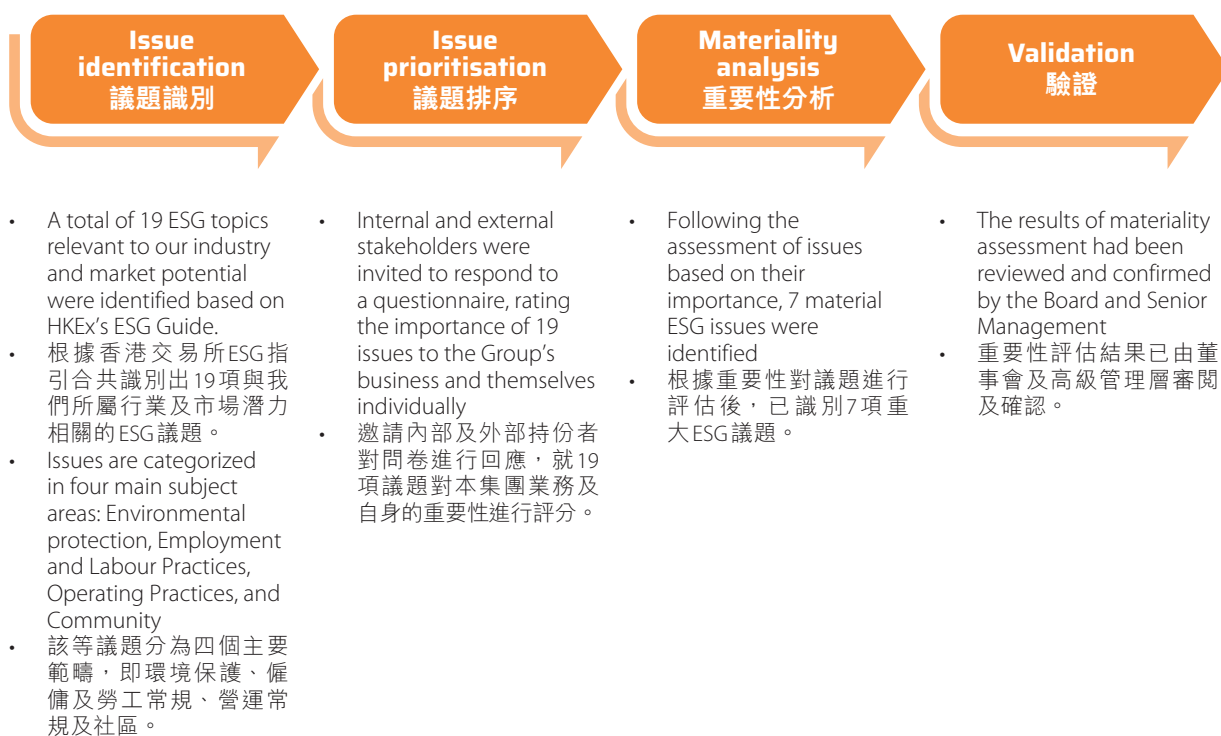 Issue
identification
議題識別
Issue
prioritisation
議題排序
Materiality
analysis
重要性分析
Validation
驗證
• A total of 19 ESG topics
relevant to our industry
and market potential
were identified based on
HKEx's ESG Guide.
• 根據香港交易所ESG指
引合共識別出19項與我
們所屬行業及市場潛力
相關的ESG議題。
• Issues are categorized
in four main subject
areas: Environmental
protection, Employment
and Labour Practices,
Operating Practices, and
Community
• 該等議題分為四個主要
範疇,即環境保護、僱
傭及勞工常規、營運常
規及社區。
• Internal and external
stakeholders were
invited to respond to
a questionnaire, rating
the importance of 19
issues to the Group's
business and themselves
individually
• 邀請內部及外部持份者
對問卷進行回應,就19
項議題對本集團業務及
自身的重要性進行評分。
• Following the
assessment of issues
based on their
importance, 7 material
ESG issues were
identified
• 根據重要性對議題進行
評估後,已識別7項重
大ESG議題。
• The results of materiality
assessment had been
reviewed and confirmed
by the Board and Senior
Management
• 重要性評估結果已由董
事會及高級管理層審閱
及確認。